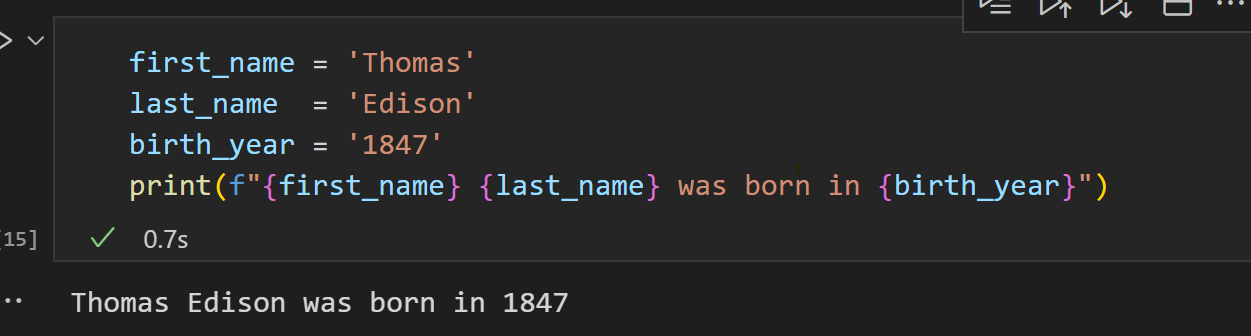 first_name = 'Thomas'
last_name  = 'Edison'
birth_year = '1847'
print(f"{first_name} {last_name} was born in {birth_year}")
15] 0.7s
Thomas Edison was born in 1847